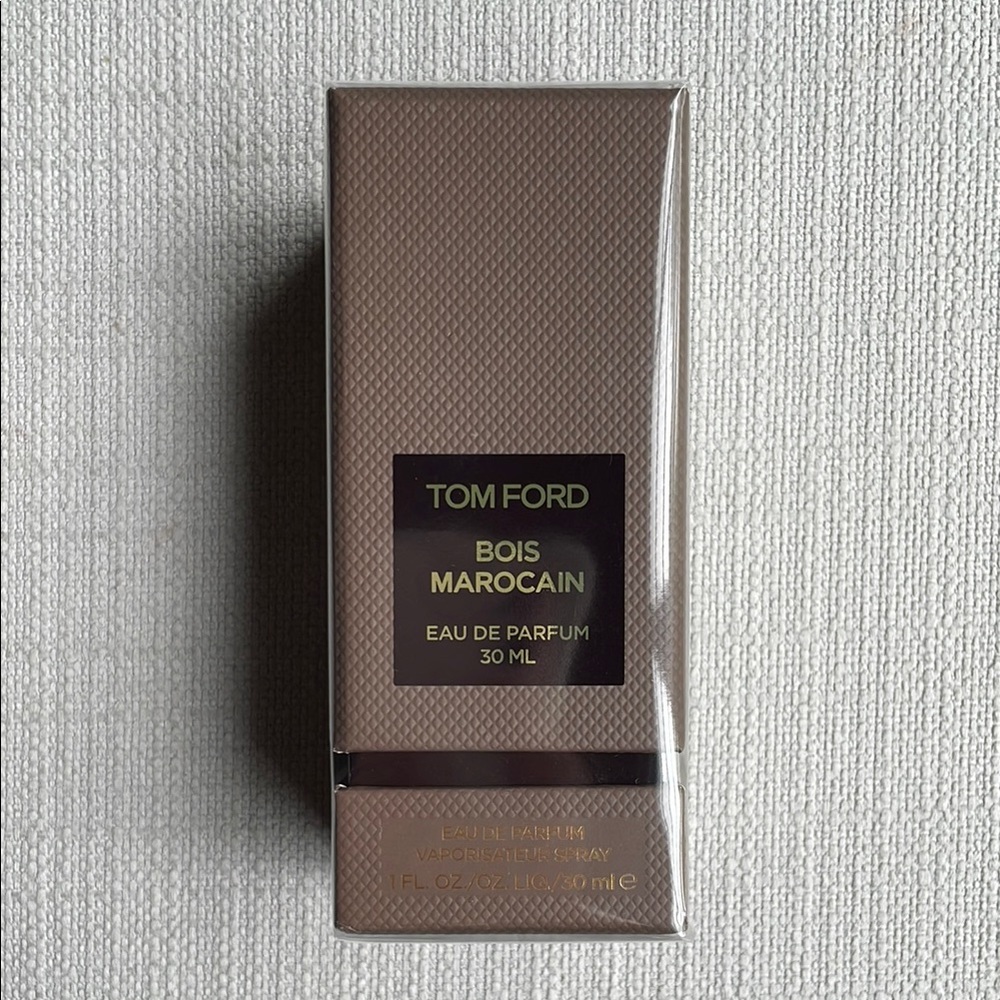 TOM FORD
BOIS
MAROCAIN
EAU DE PARFUM
30 ML
EAU DE PARFUM
VAPORISATEUR SPRAY
1 FL. OZ./OZ. LIQ./30 ml ℮